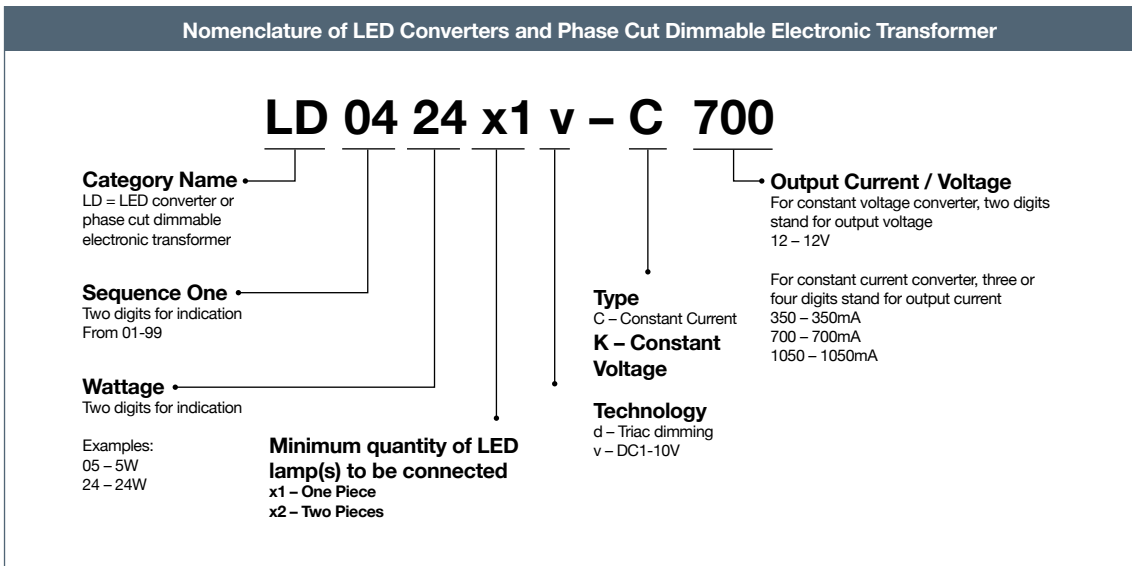 Nomenclature of LED Converters and Phase Cut Dimmable Electronic Transformer
LD 04 24 x1 v – C 700
Category Name
LD = LED converter or
phase cut dimmable
electronic transformer
Sequence One
Two digits for indication
From 01-99
Wattage
Two digits for indication
Examples:
05 – 5W
24 – 24W
Minimum quantity of LED
lamp(s) to be connected
x1 – One Piece
x2 – Two Pieces
Type
C – Constant Current
K – Constant
Voltage
Technology
d – Triac dimming
v – DC1-10V
Output Current / Voltage
For constant voltage converter, two digits
stand for output voltage
12 – 12V
For constant current converter, three or
four digits stand for output current
350 – 350mA
700 – 700mA
1050 – 1050mA